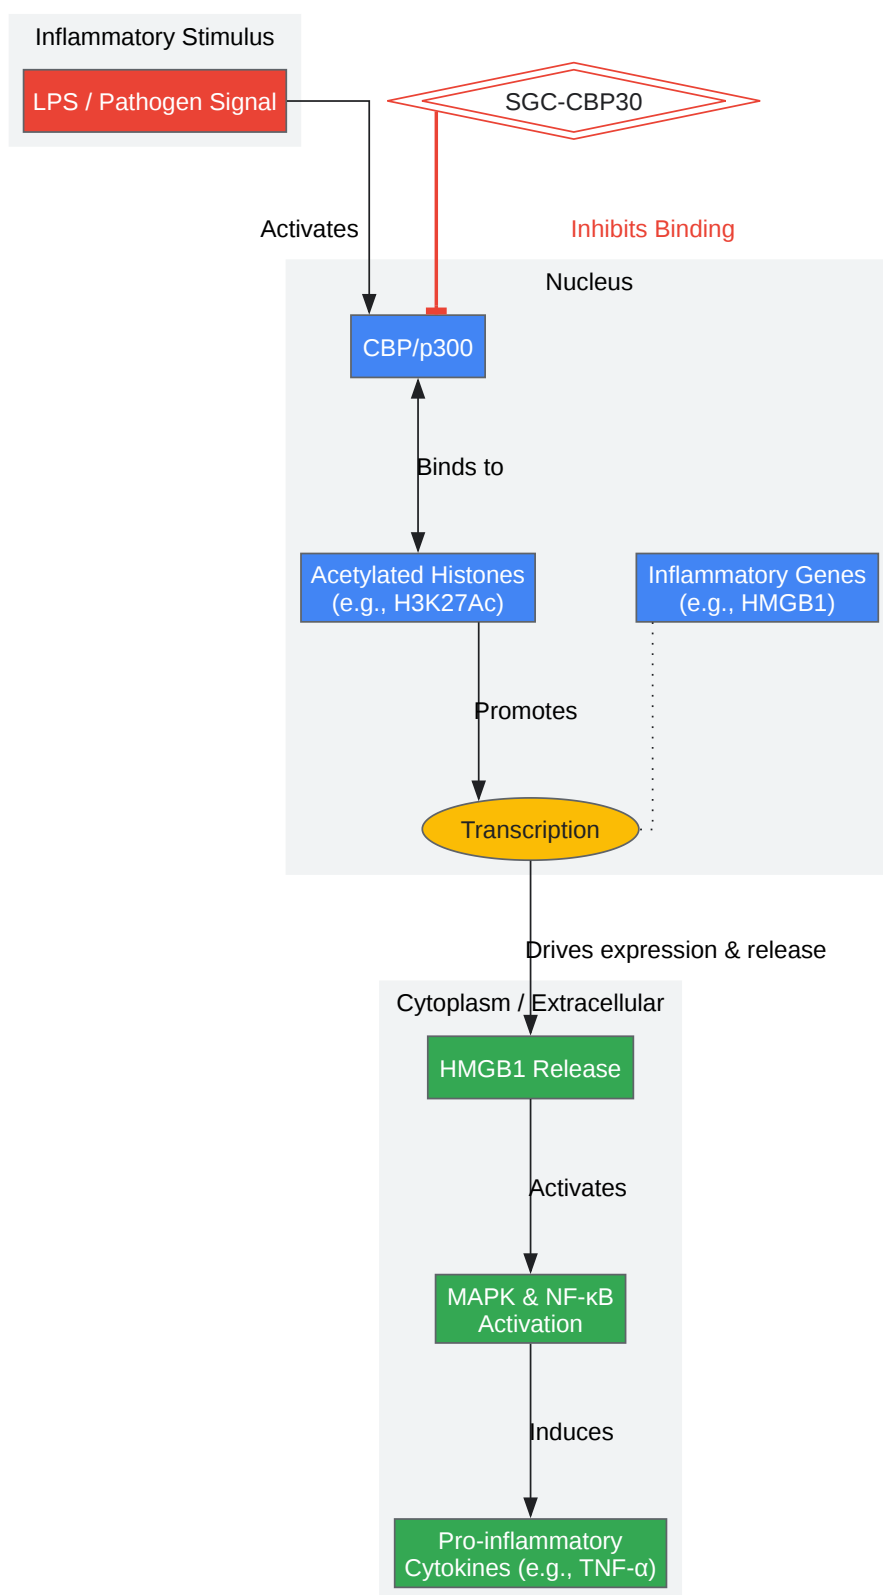 Inflammatory Stimulus
LPS / Pathogen Signal
SGC-CBP30
Activates
Inhibits Binding
Nucleus
CBP/p300
Binds to
Acetylated Histones
(e.g., H3K27Ac)
Inflammatory Genes
(e.g., HMGB1)
Promotes
Transcription
Drives expression & release
Cytoplasm / Extracellular
HMGB1 Release
Activates
MAPK & NF-κB
Activation
Induces
Pro-inflammatory
Cytokines (e.g., TNF-α)